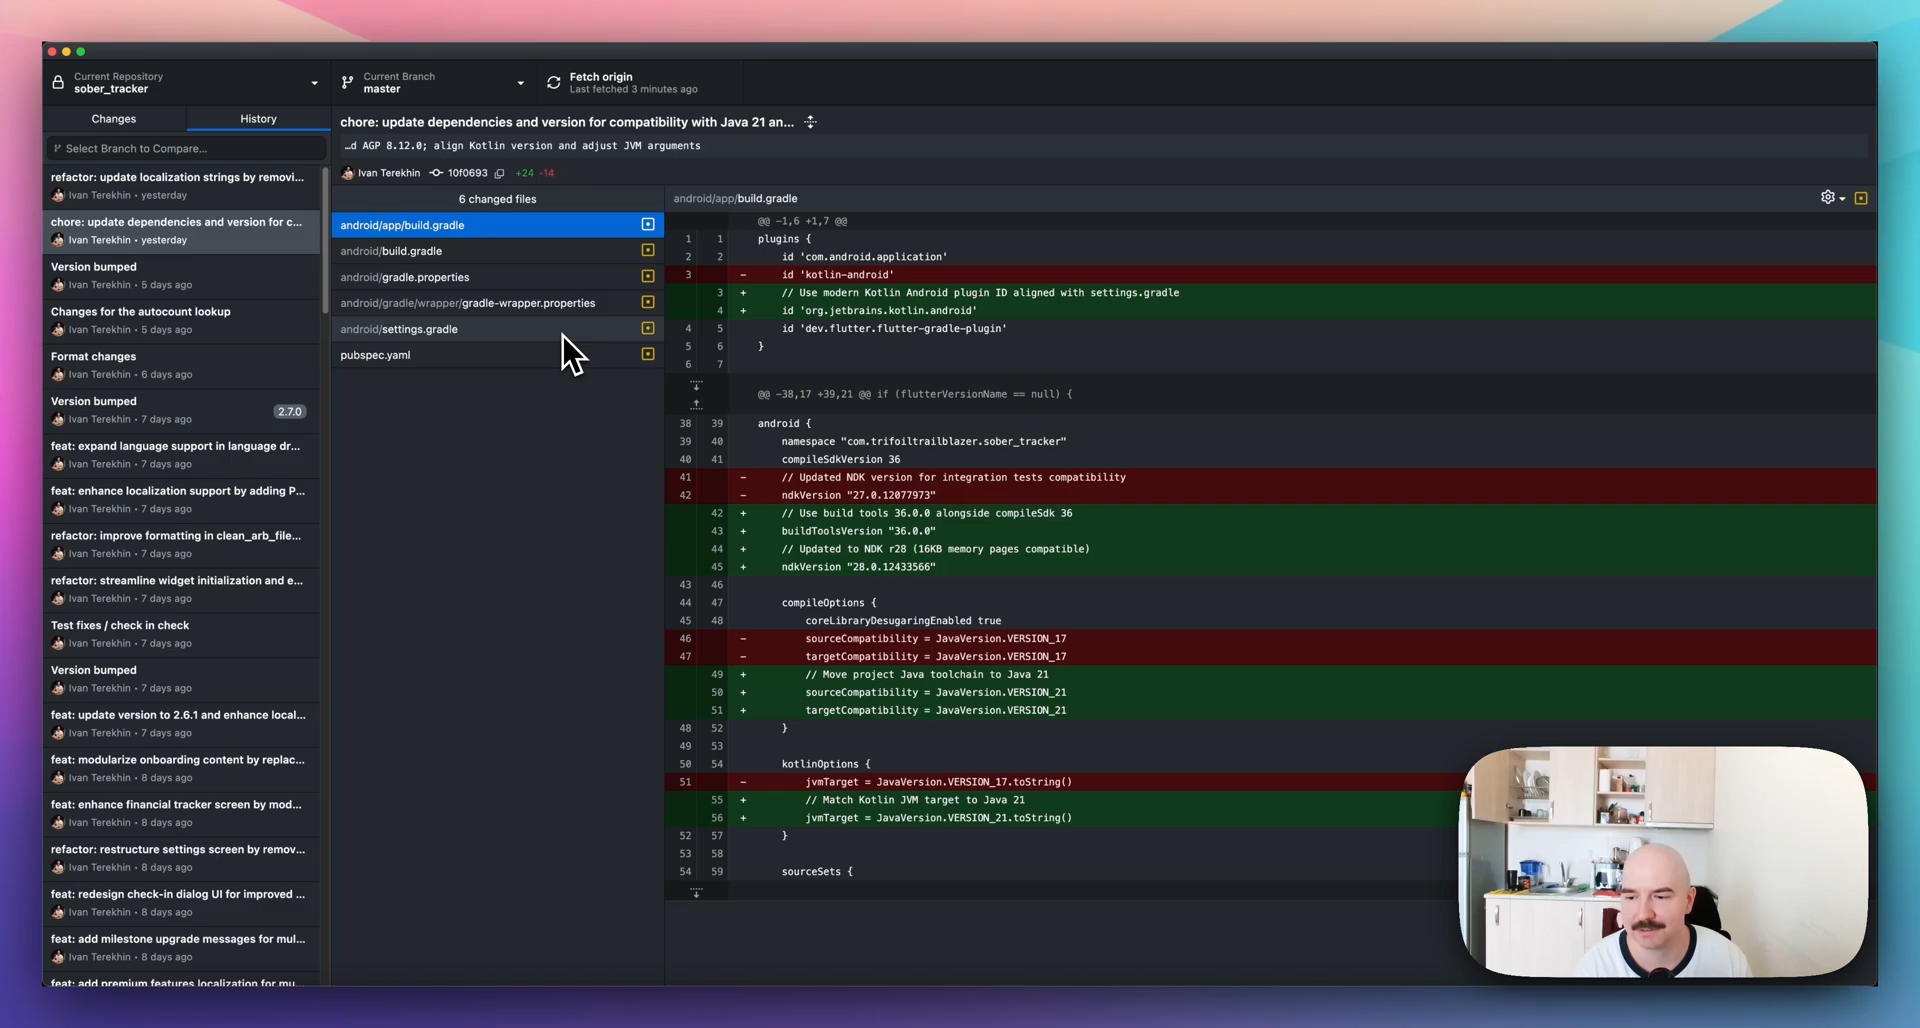 Current Repository
sober_tracker
Current Branch
master
Fetch origin
Last fetched 3 minutes ago
Changes
History
Select Branch to Compare...
refactor: update localization strings by removi...
Ivan Terekhin • yesterday
chore: update dependencies and version for c...
Ivan Terekhin • yesterday
Version bumped
Ivan Terekhin • 5 days ago
Changes for the autocount lookup
Ivan Terekhin • 5 days ago
Format changes
Ivan Terekhin • 6 days ago
Version bumped
Ivan Terekhin • 7 days ago
2.7.0
feat: expand language support in language dr...
Ivan Terekhin • 7 days ago
feat: enhance localization support by adding P...
Ivan Terekhin • 7 days ago
refactor: improve formatting in clean_arb_file...
Ivan Terekhin • 7 days ago
refactor: streamline widget initialization and e...
Ivan Terekhin • 7 days ago
Test fixes / check in check
Ivan Terekhin • 7 days ago
Version bumped
Ivan Terekhin • 7 days ago
feat: update version to 2.6.1 and enhance local...
Ivan Terekhin • 7 days ago
feat: modularize onboarding content by replac...
Ivan Terekhin • 8 days ago
feat: enhance financial tracker screen by mod...
Ivan Terekhin • 8 days ago
refactor: restructure settings screen by remov...
Ivan Terekhin • 8 days ago
feat: redesign check-in dialog UI for improved ...
Ivan Terekhin • 8 days ago
feat: add milestone upgrade messages for mul...
Ivan Terekhin • 8 days ago
feat: add premium features localization for mu...
chore: update dependencies and version for compatibility with Java 21 an...
…d AGP 8.12.0; align Kotlin version and adjust JVM arguments
Ivan Terekhin 10f0693 +24 -14
6 changed files
android/app/build.gradle
android/build.gradle
android/gradle.properties
android/gradle/wrapper/gradle-wrapper.properties
android/settings.gradle
pubspec.yaml
android/app/build.gradle
@@ -1,6 +1,7 @@
1 1 plugins {
2 2 id 'com.android.application'
3 - id 'kotlin-android'
3 + // Use modern Kotlin Android plugin ID aligned with settings.gradle
4 + id 'org.jetbrains.kotlin.android'
4 5 id 'dev.flutter.flutter-gradle-plugin'
5 6 }
6 7
@@ -38,17 +39,21 @@ if (flutterVersionName == null) {
38 39 android {
39 40 namespace "com.trifoiltrailblazer.sober_tracker"
40 41 compileSdkVersion 36
41 - // Updated NDK version for integration tests compatibility
42 - ndkVersion "27.0.12077973"
42 + // Use build tools 36.0.0 alongside compileSdk 36
43 + buildToolsVersion "36.0.0"
44 + // Updated to NDK r28 (16KB memory pages compatible)
45 + ndkVersion "28.0.12433566"
43 46
44 47 compileOptions {
45 48 coreLibraryDesugaringEnabled true
46 - sourceCompatibility = JavaVersion.VERSION_17
47 - targetCompatibility = JavaVersion.VERSION_17
49 + // Move project Java toolchain to Java 21
50 + sourceCompatibility = JavaVersion.VERSION_21
51 + targetCompatibility = JavaVersion.VERSION_21
48 52 }
49 53
50 54 kotlinOptions {
51 - jvmTarget = JavaVersion.VERSION_17.toString()
55 + // Match Kotlin JVM target to Java 21
56 + jvmTarget = JavaVersion.VERSION_21.toString()
52 57 }
53 58
54 59 sourceSets {